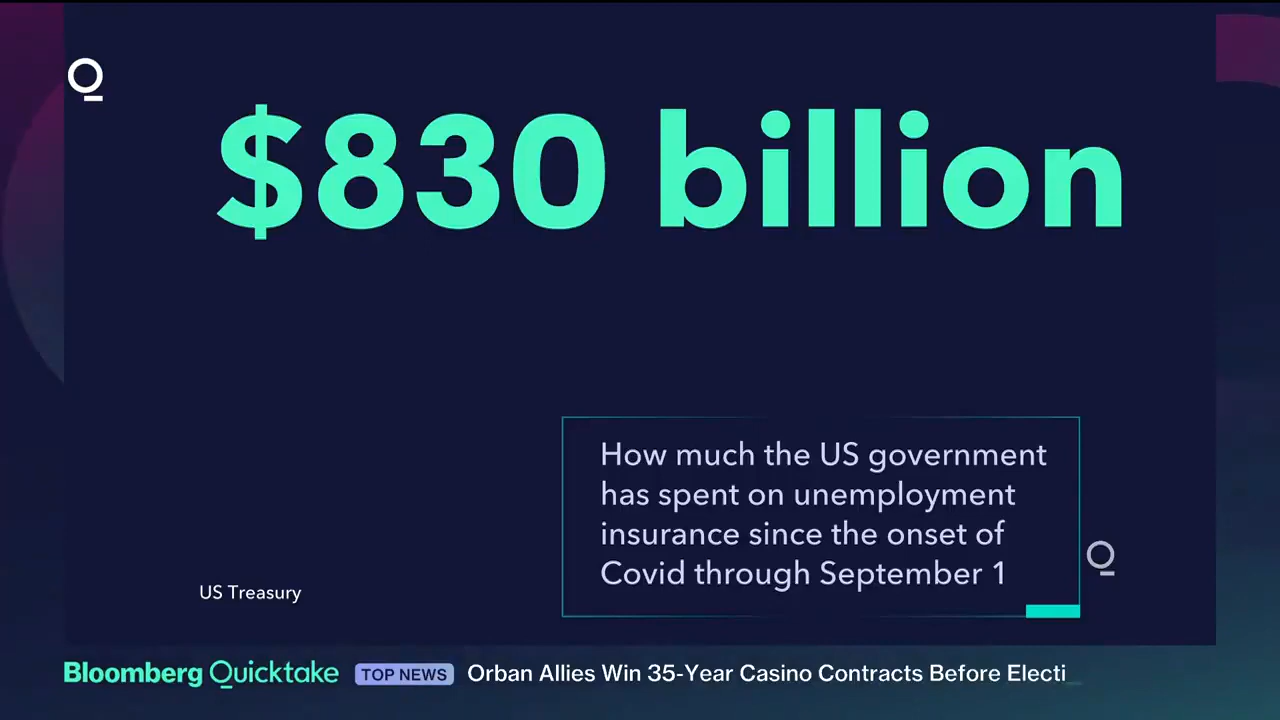 $830 billion
How much the US government
has spent on unemployment
insurance since the onset of
Covid through September 1
US Treasury
Bloomberg Quicktake TOP NEWS Orban Allies Win 35-Year Casino Contracts Before Electi_